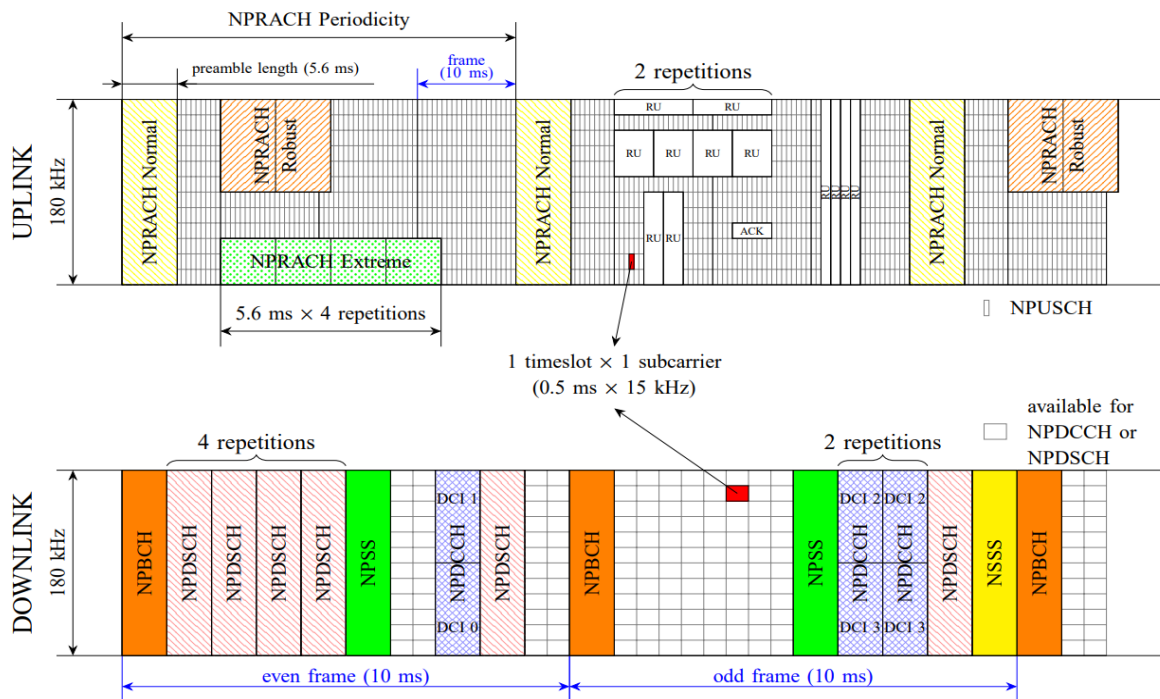 NPRACH Periodicity
preamble length (5.6 ms)
frame
(10 ms)
2 repetitions
UPLINK
180 kHz
NPRACH Normal
NPRACH
Robust
NPRACH Extreme
NPRACH Normal
RU
RU
RU
RU
RU
RU
RU
RU
ACK
RU
RU
RU
RU
NPRACH Normal
NPRACH
Robust
5.6 ms × 4 repetitions
NPUSCH
1 timeslot × 1 subcarrier
(0.5 ms × 15 kHz)
available for
NPDCCH or
NPDSCH
4 repetitions
2 repetitions
DOWNLINK
180 kHz
NPBCH
NPDSCH
NPDSCH
NPDSCH
NPDSCH
NPSS
DCI 1
NPDCCH
DCI 0
NPDSCH
NPBCH
NPSS
DCI 2
NPDCCH
DCI 3
DCI 2
NPDCCH
DCI 3
NPDSCH
NSSS
NPBCH
even frame (10 ms)
odd frame (10 ms)